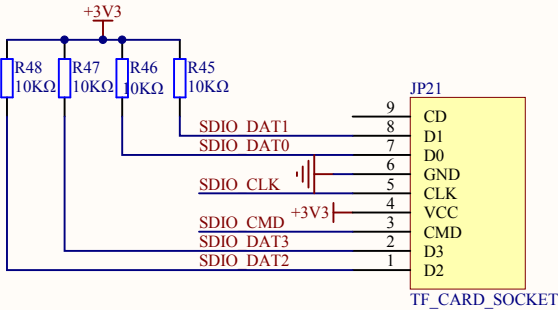 +3V3
R48 R47 R46 R45
10KΩ 10KΩ 10KΩ 10KΩ
JP21
9 CD
SDIO_DAT1 8 D1
SDIO_DAT0 7 D0
6 GND
SDIO_CLK 5 CLK
+3V3 4 VCC
SDIO_CMD 3 CMD
SDIO_DAT3 2 D3
SDIO_DAT2 1 D2
TF_CARD_SOCKET